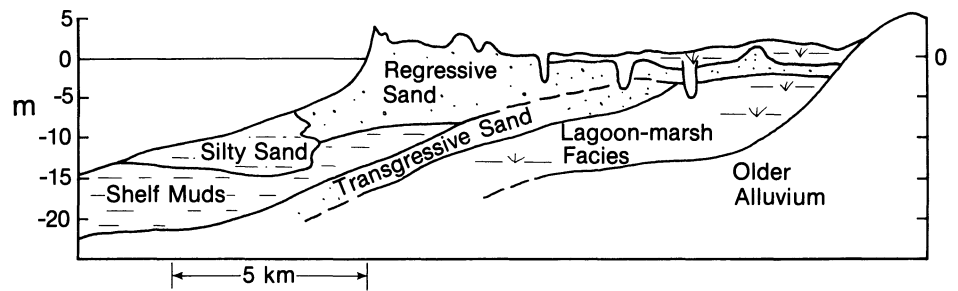 5
0
0
m
-5
-10
-15
-20
Regressive
Sand
Silty Sand
Shelf Muds
Transgressive Sand
Lagoon-marsh
Facies
Older
Alluvium
5 km